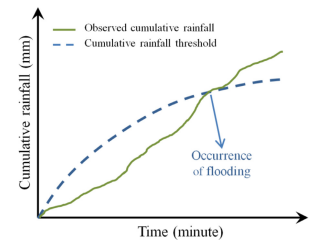 Observed cumulative rainfall
Cumulative rainfall threshold
Cumulative rainfall (mm)
Occurrence
of flooding
Time (minute)